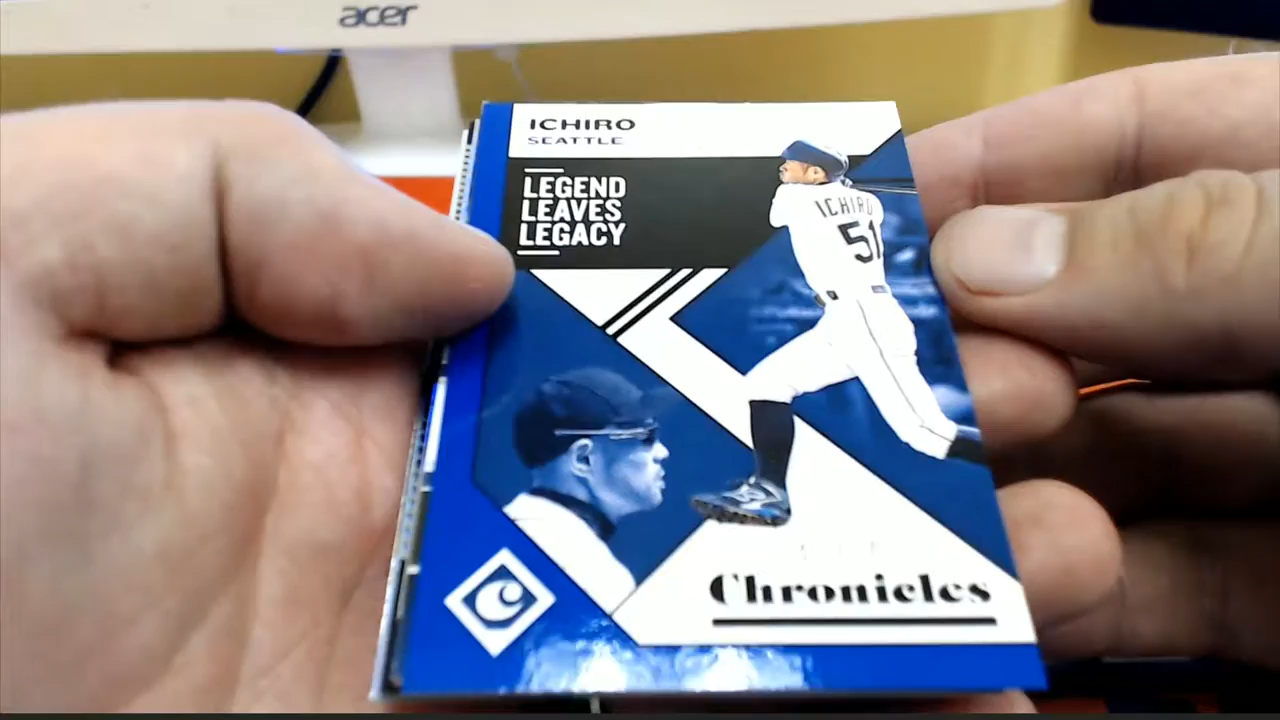 acer
ICHIRO
SEATTLE
LEGEND
LEAVES
LEGACY
ICHIRO
51
C
Chronicles